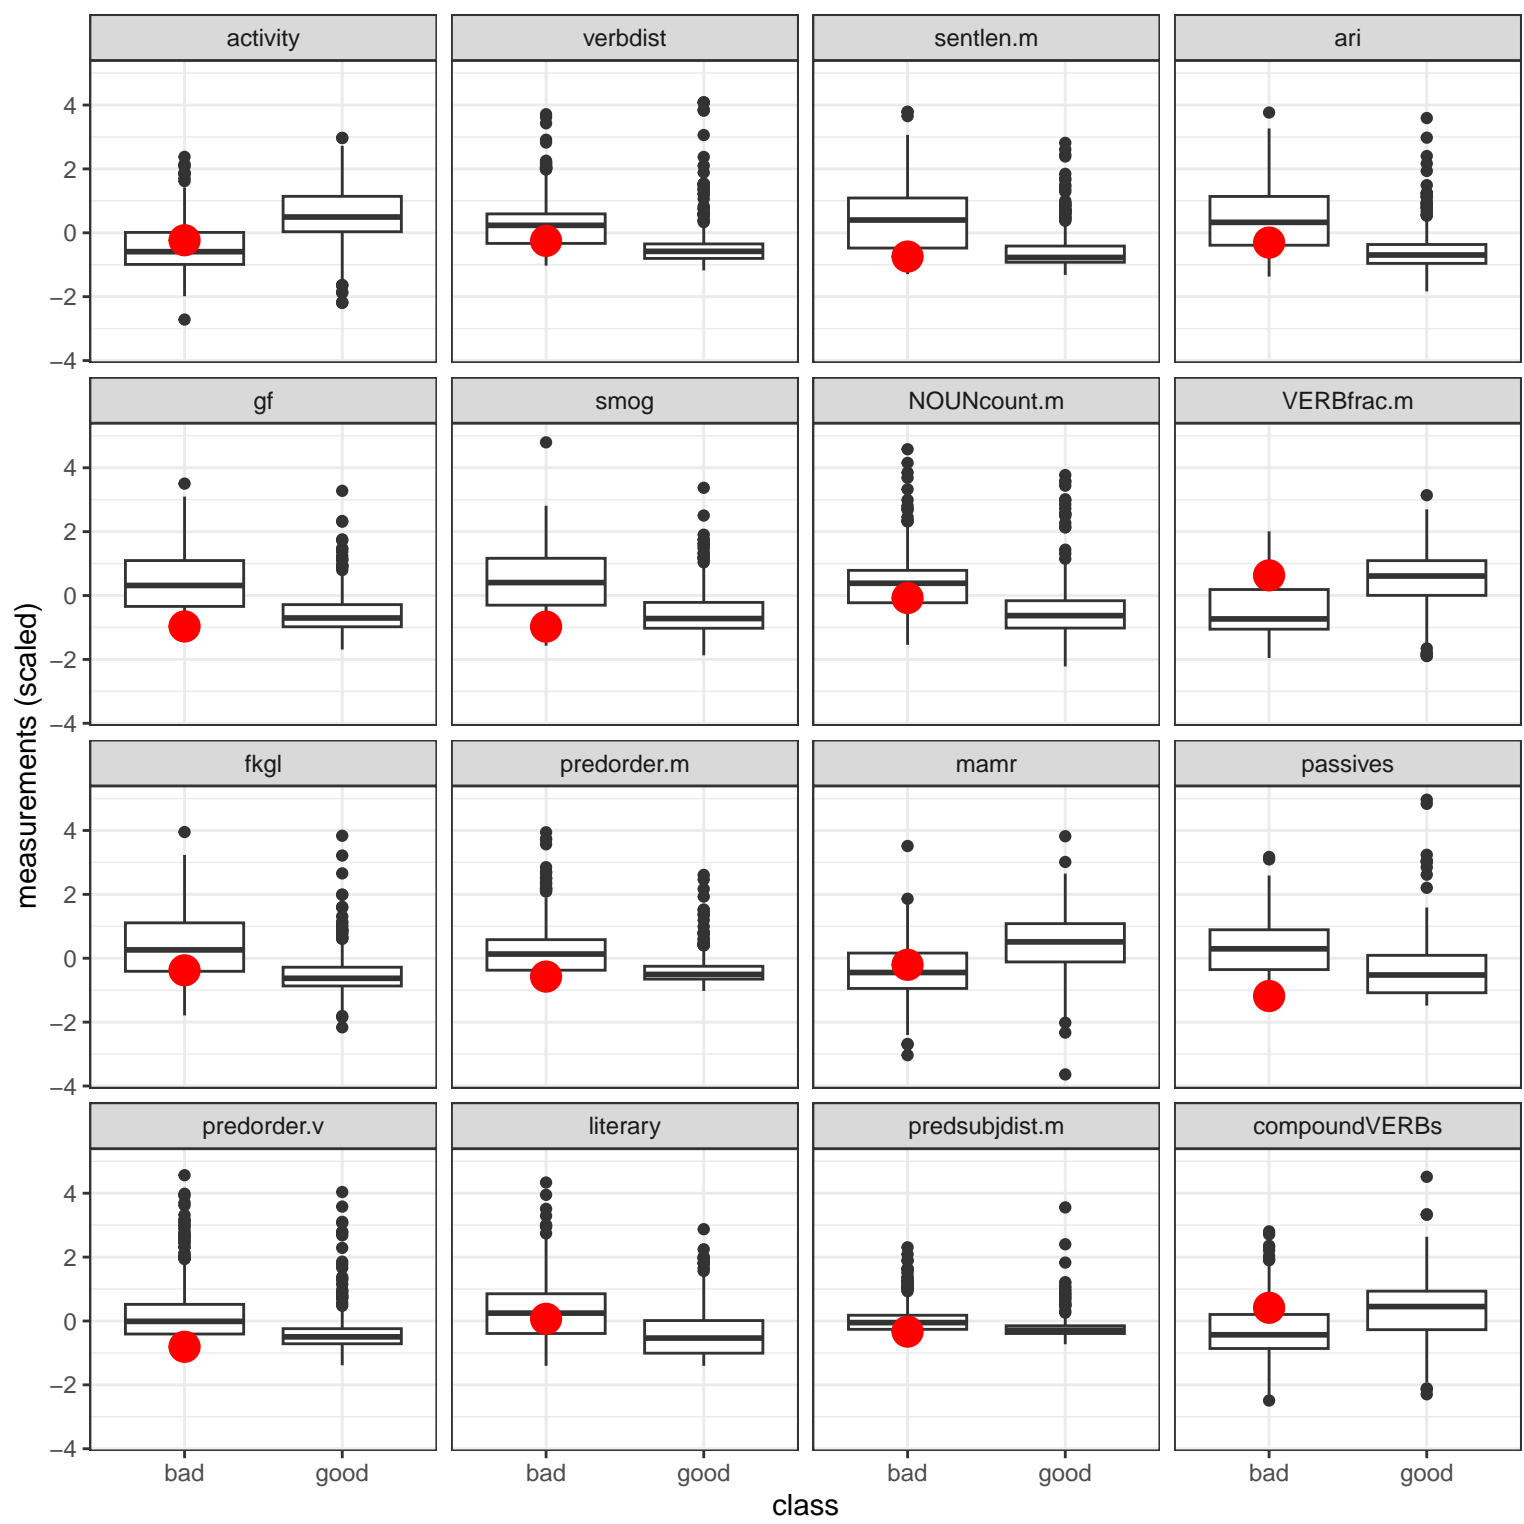 activity verbdist sentlen.m ari
4
2
0
−2
−4
gf smog NOUNcount.m VERBfrac.m
4
2
0
−2
−4
measurements (scaled)
fkgl predorder.m mamr passives
4
2
0
−2
−4
predorder.v literary predsubjdist.m compoundVERBs
4
2
0
−2
−4
bad good bad good bad good bad good
class